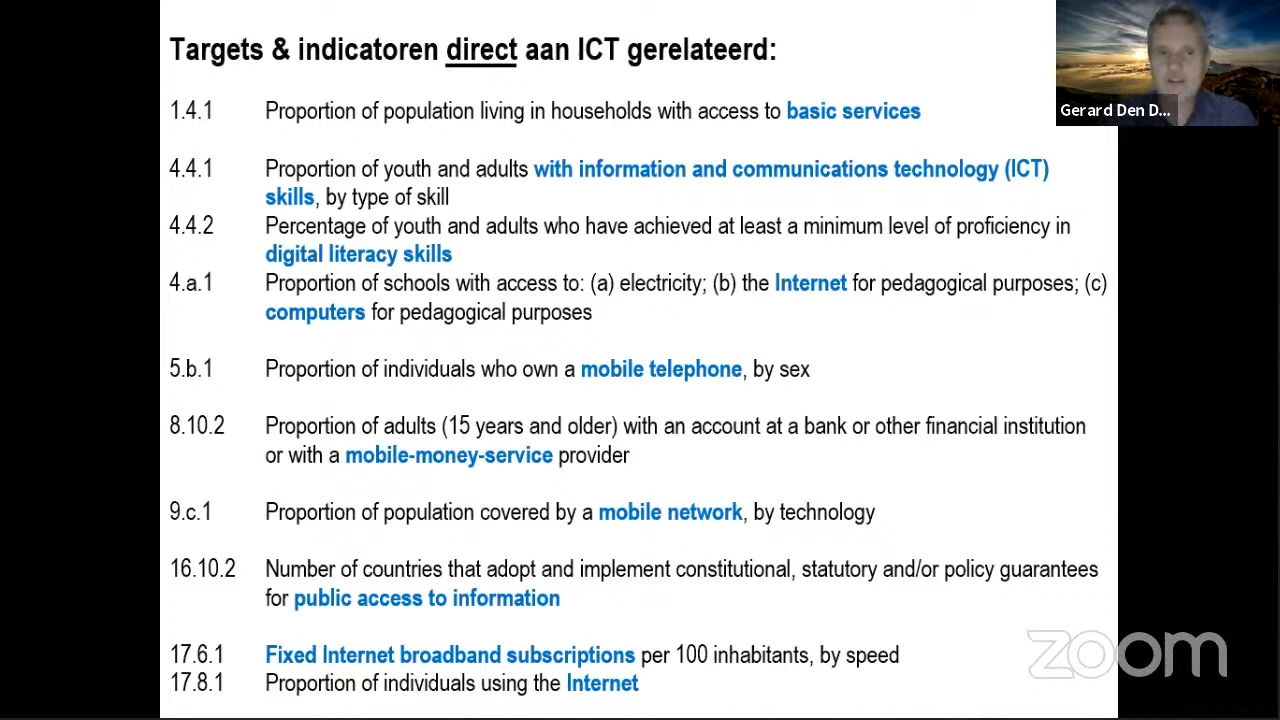 Targets & indicatoren direct aan ICT gerelateerd:
Gerard Den D...
1.4.1 Proportion of population living in households with access to basic services
4.4.1 Proportion of youth and adults with information and communications technology (ICT)
skills, by type of skill
4.4.2 Percentage of youth and adults who have achieved at least a minimum level of proficiency in
digital literacy skills
4.a.1 Proportion of schools with access to: (a) electricity; (b) the Internet for pedagogical purposes; (c)
computers for pedagogical purposes
5.b.1 Proportion of individuals who own a mobile telephone, by sex
8.10.2 Proportion of adults (15 years and older) with an account at a bank or other financial institution
or with a mobile-money-service provider
9.c.1 Proportion of population covered by a mobile network, by technology
16.10.2 Number of countries that adopt and implement constitutional, statutory and/or policy guarantees
for public access to information
17.6.1 Fixed Internet broadband subscriptions per 100 inhabitants, by speed
17.8.1 Proportion of individuals using the Internet
zoom